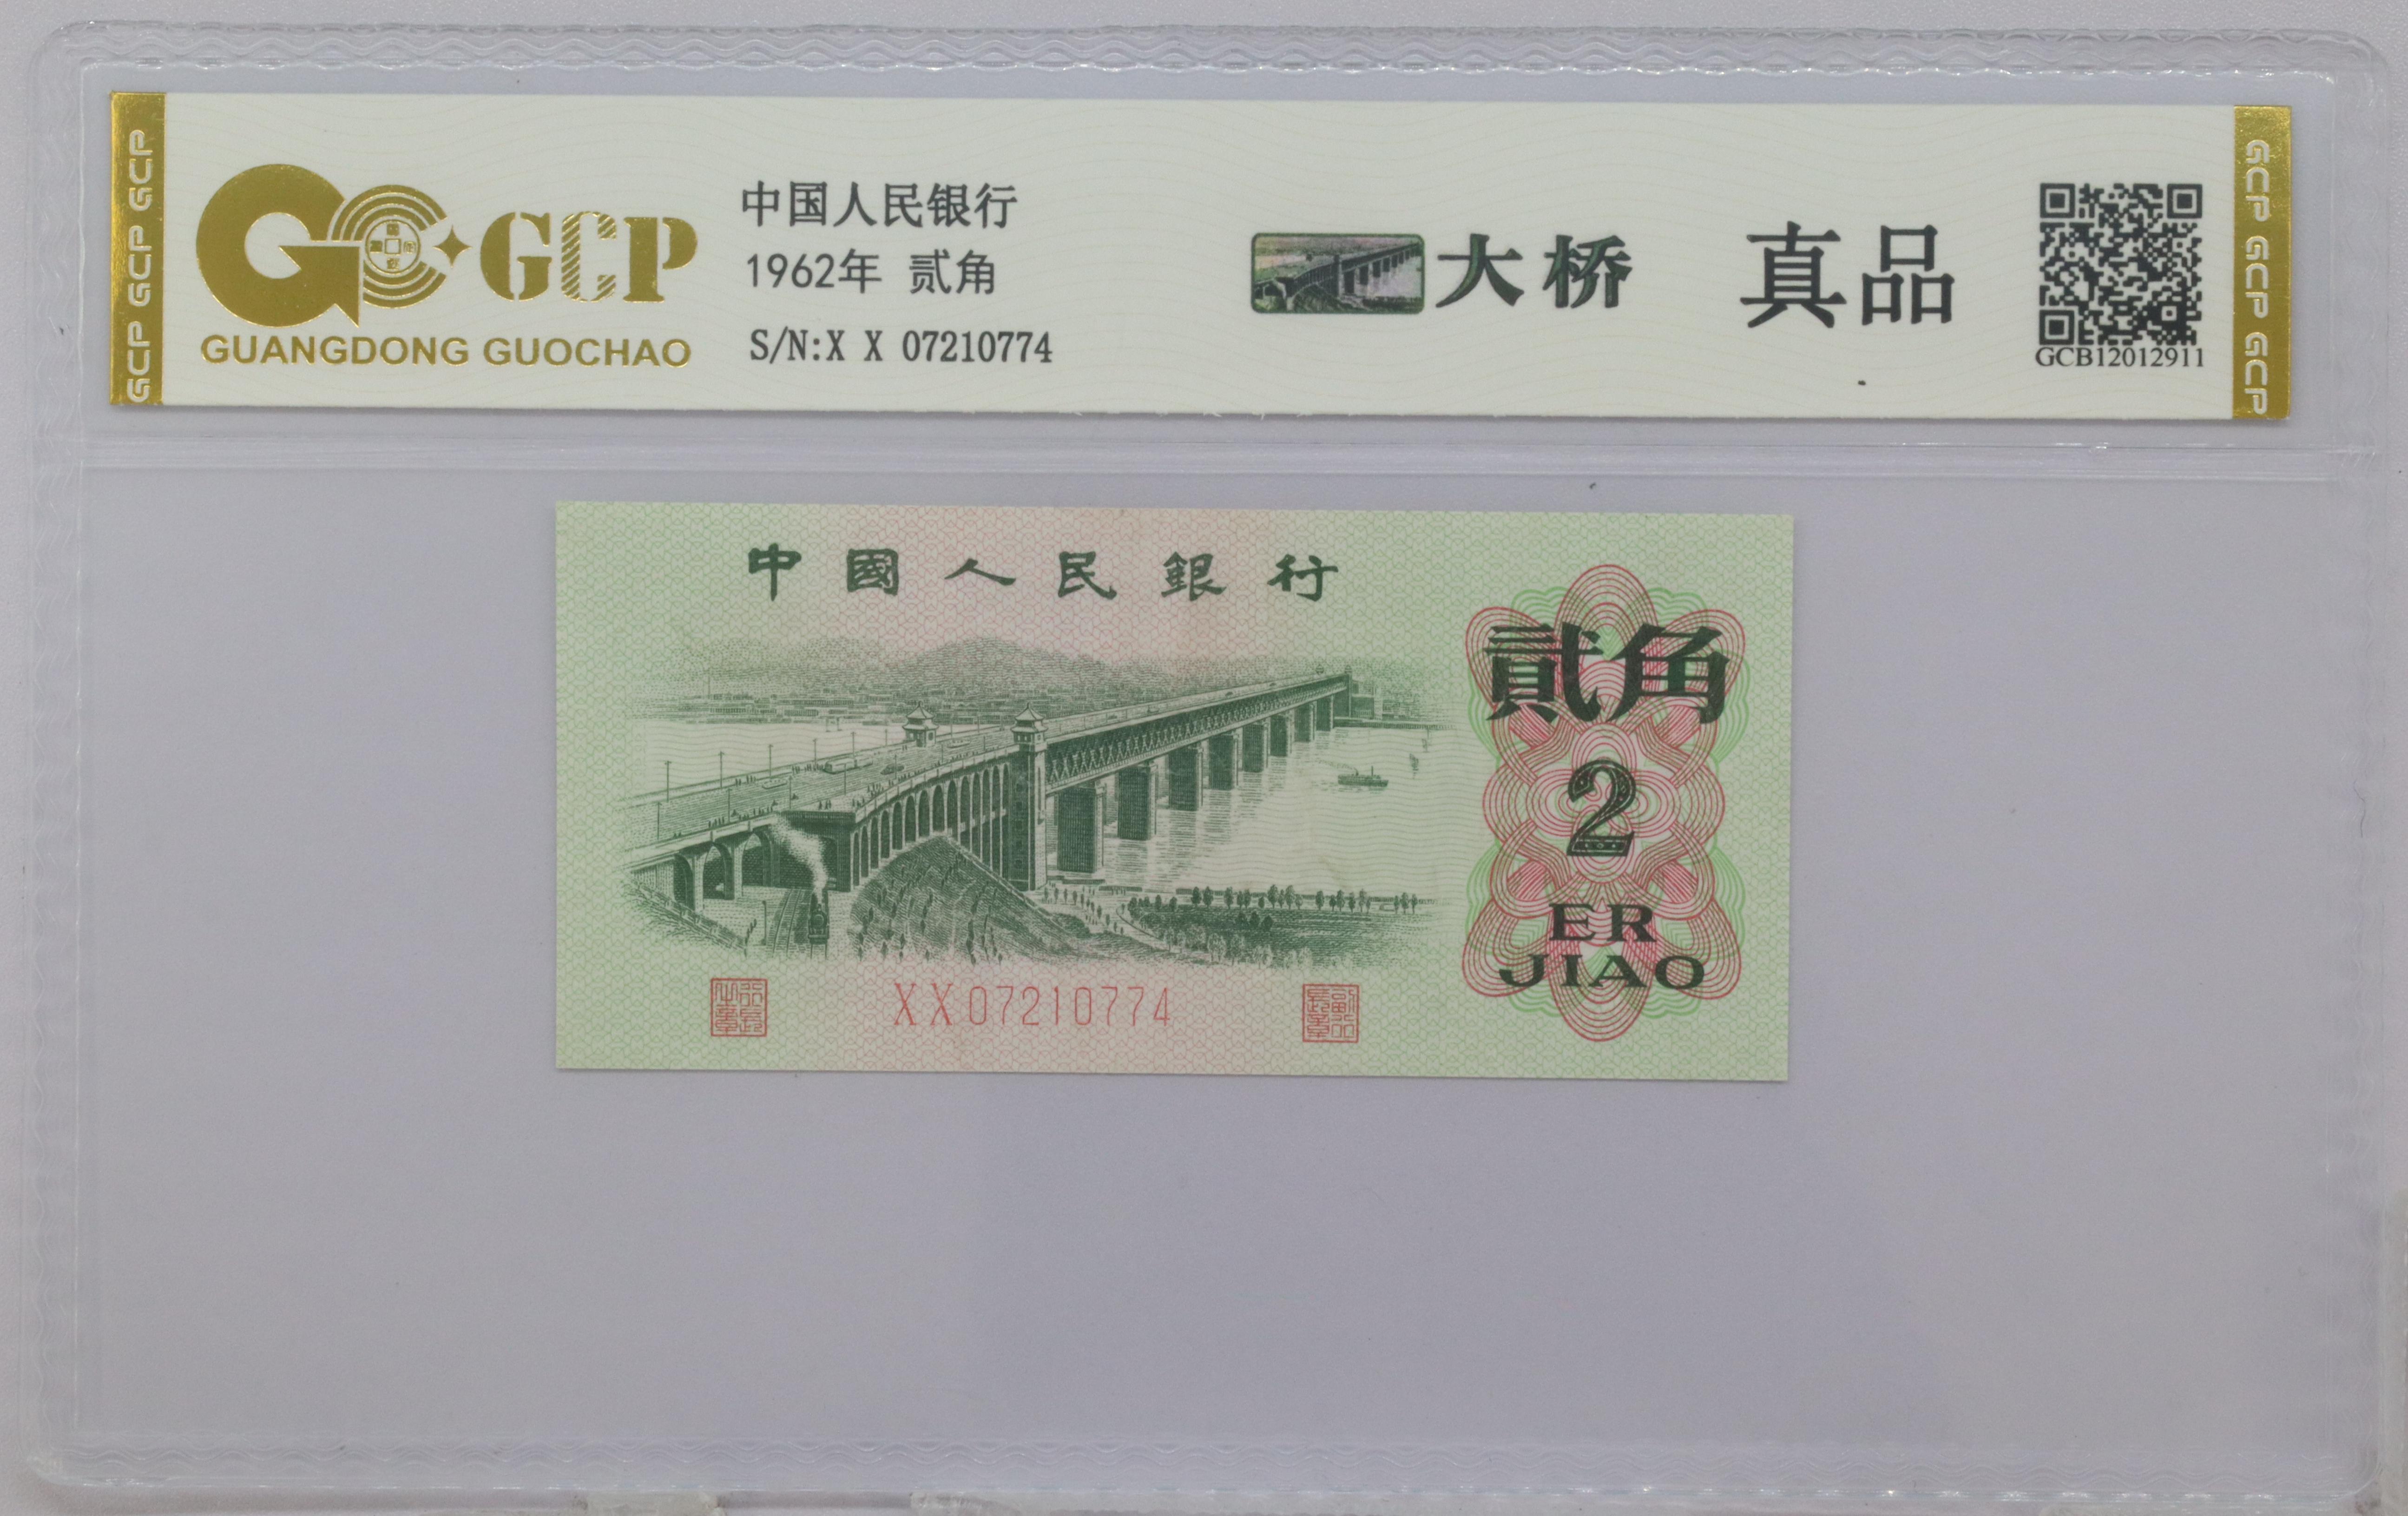 GCP GCP GCP
GCP
GUANGDONG GUOCHAO
中国人民银行
1962年 贰角
S/N:X X 07210774
大桥
真品
GCB12012911
GCP GCP GCP
中國人民銀行
貳角
2
ER
JIAO
XX07210774